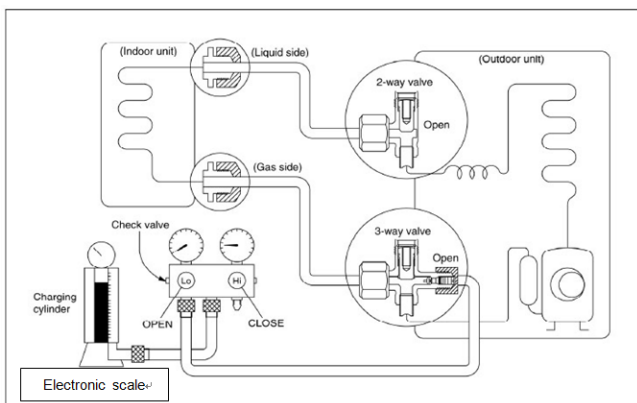 (Indoor unit)
(Liquid side)
2-way valve
(Outdoor unit)
Open
(Gas side)
3-way valve
Open
Check valve
Lo
Hi
Charging
cylinder
OPEN
CLOSE
Electronic scale